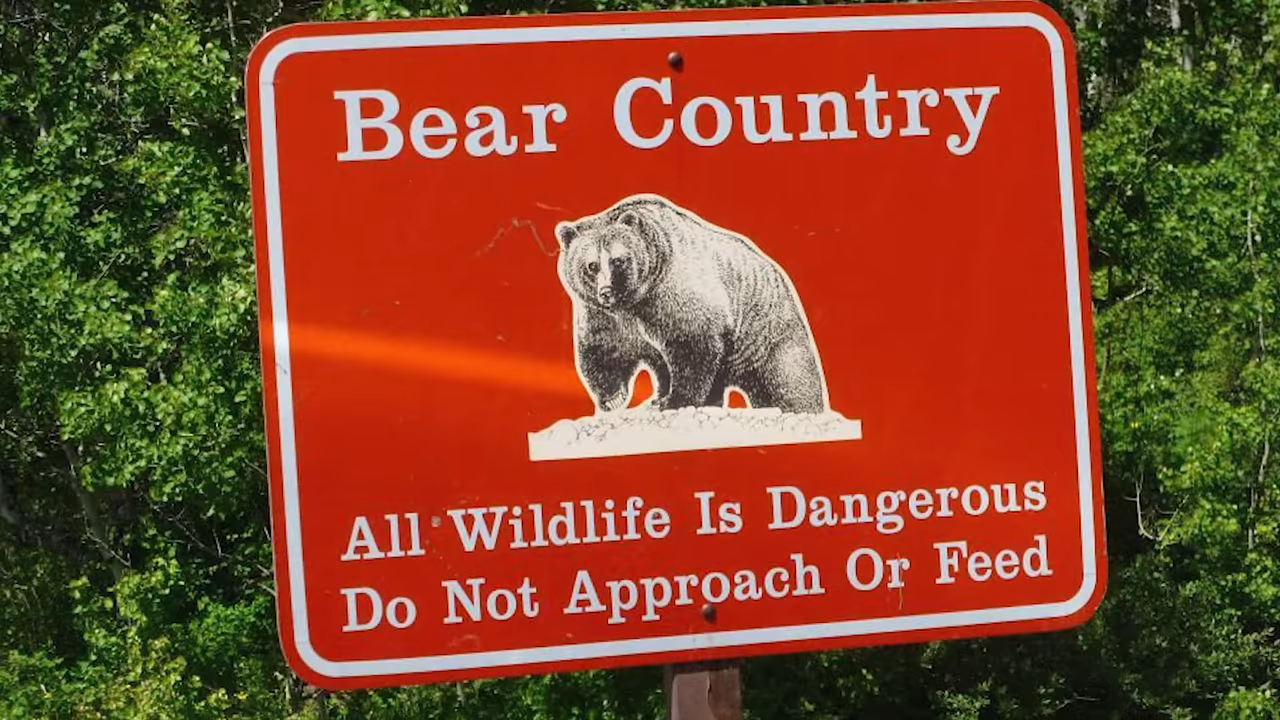 Bear Country
All Wildlife Is Dangerous
Do Not Approach Or Feed